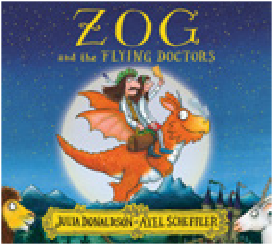 ZOG
and the FLYING DOCTORS
JULIA DONALDSON · AXEL SCHEFFLER